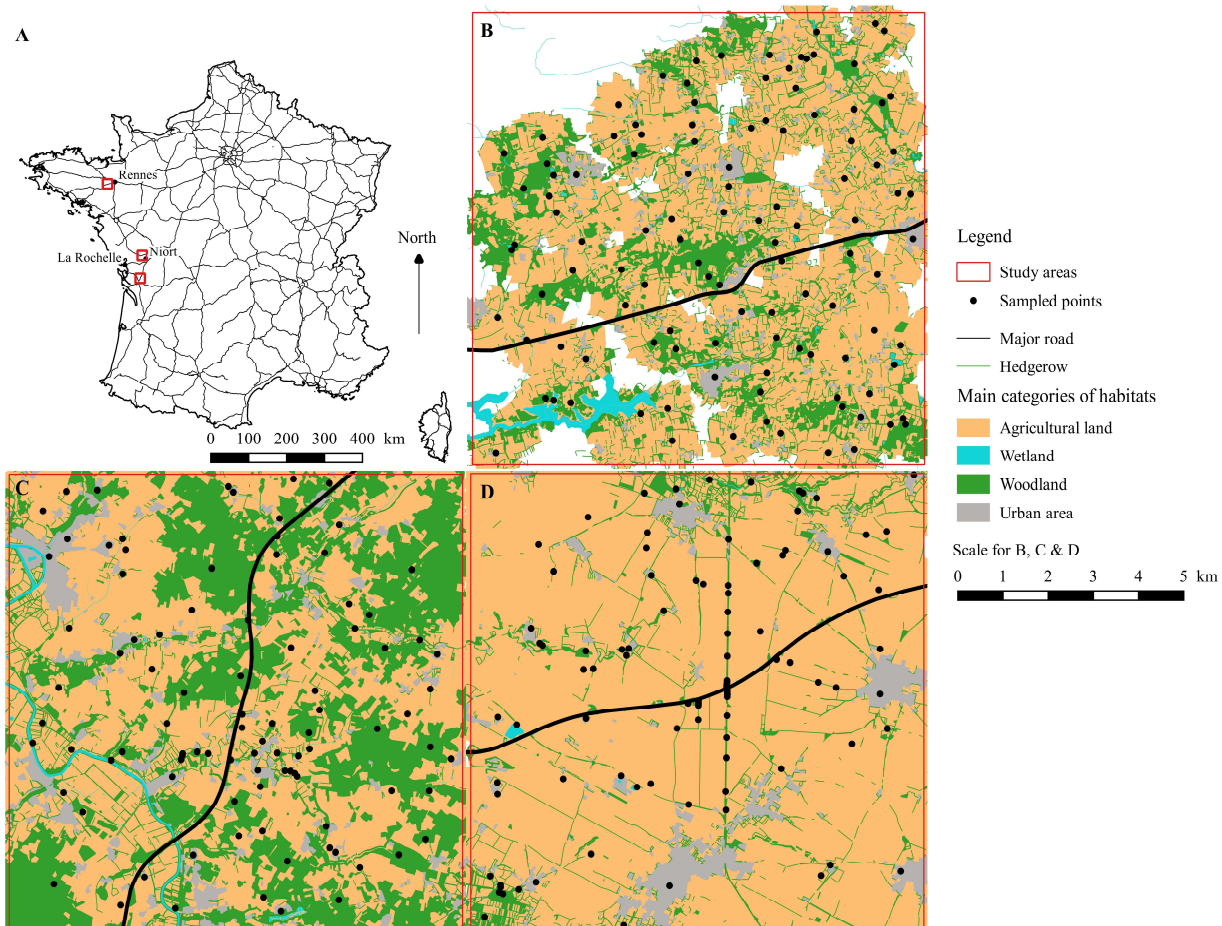 A
Rennes
La Rochelle
Niort
North
0 100 200 300 400 km
B
C
D
Legend
Study areas
Sampled points
Major road
Hedgerow
Main categories of habitats
Agricultural land
Wetland
Woodland
Urban area
Scale for B, C & D
0 1 2 3 4 5 km